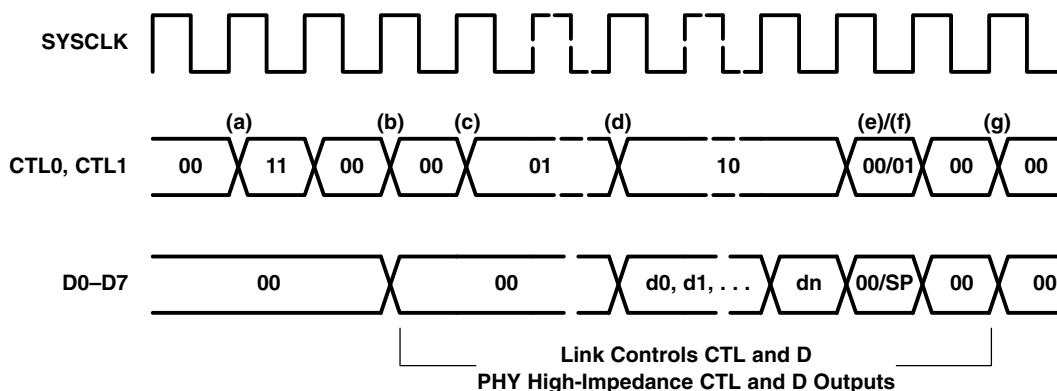 SYSCLK
(a) (b) (c) (d) (e)/(f) (g)
CTL0, CTL1 00 11 00 00 01 10 00/01 00 00
D0–D7 00 00 d0, d1, . . . dn 00/SP 00 00
Link Controls CTL and D
PHY High-Impedance CTL and D Outputs